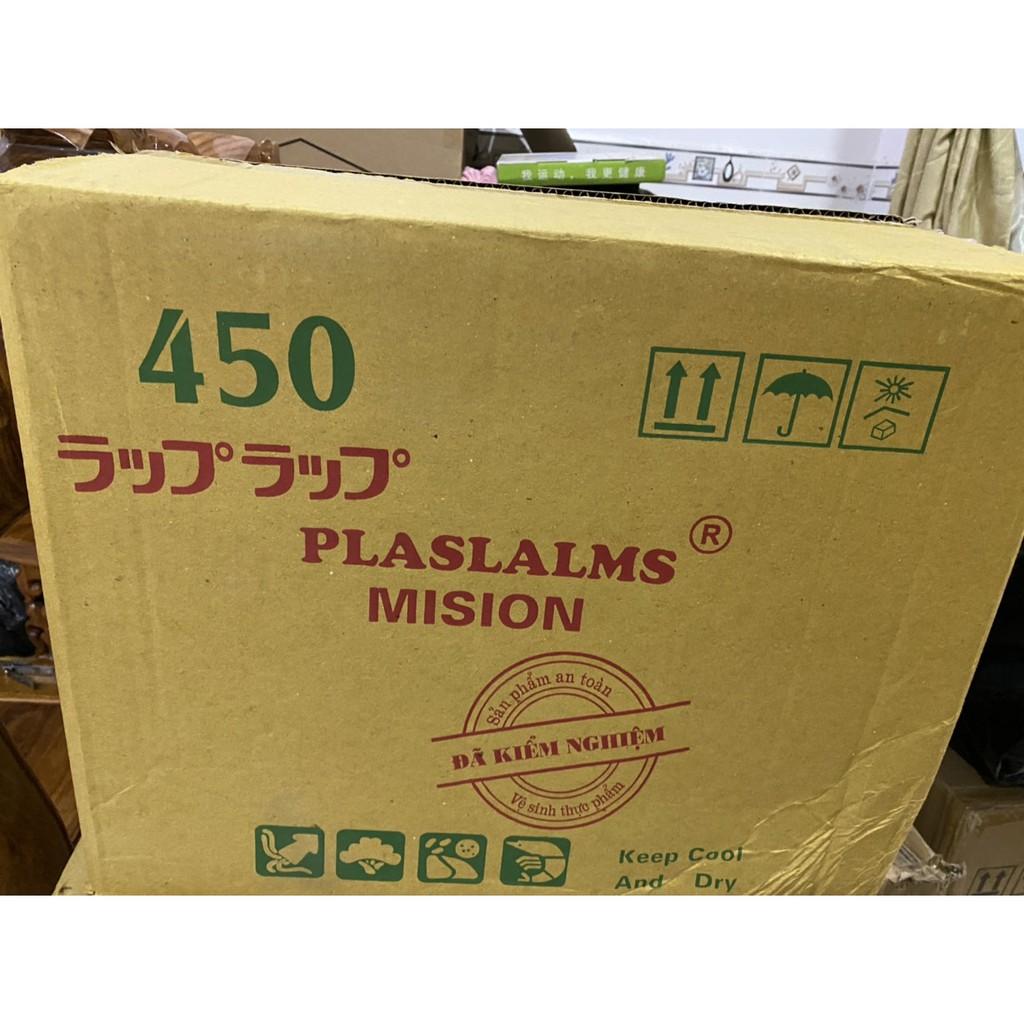 我运动，我更健康
450
ラップラップ
PLASLALMS ®
MISION
Sản phẩm an toàn
ĐÃ KIỂM NGHIỆM
Vệ sinh thực phẩm
Keep Cool
And Dry